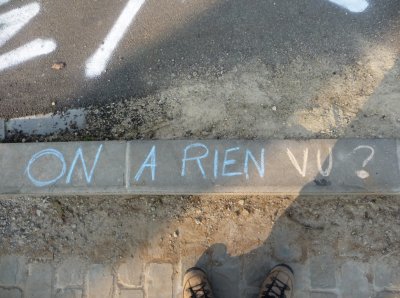 ON A RIEN VU ?